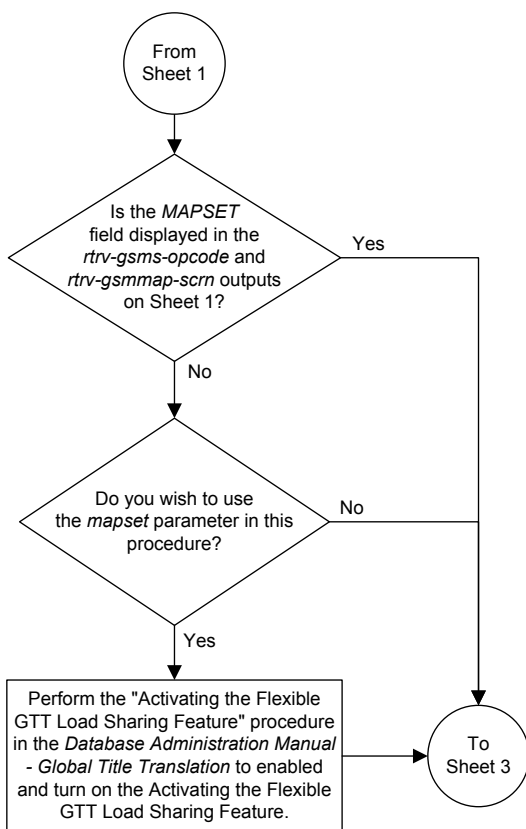 From
Sheet 1
Is the MAPSET
field displayed in the
rtrv-gsms-opcode and
rtrv-gsmmap-scrn outputs
on Sheet 1?
Yes
No
Do you wish to use
the mapset parameter in this
procedure?
No
Yes
Perform the "Activating the Flexible
GTT Load Sharing Feature" procedure
in the Database Administration Manual
- Global Title Translation to enabled
and turn on the Activating the Flexible
GTT Load Sharing Feature.
To
Sheet 3